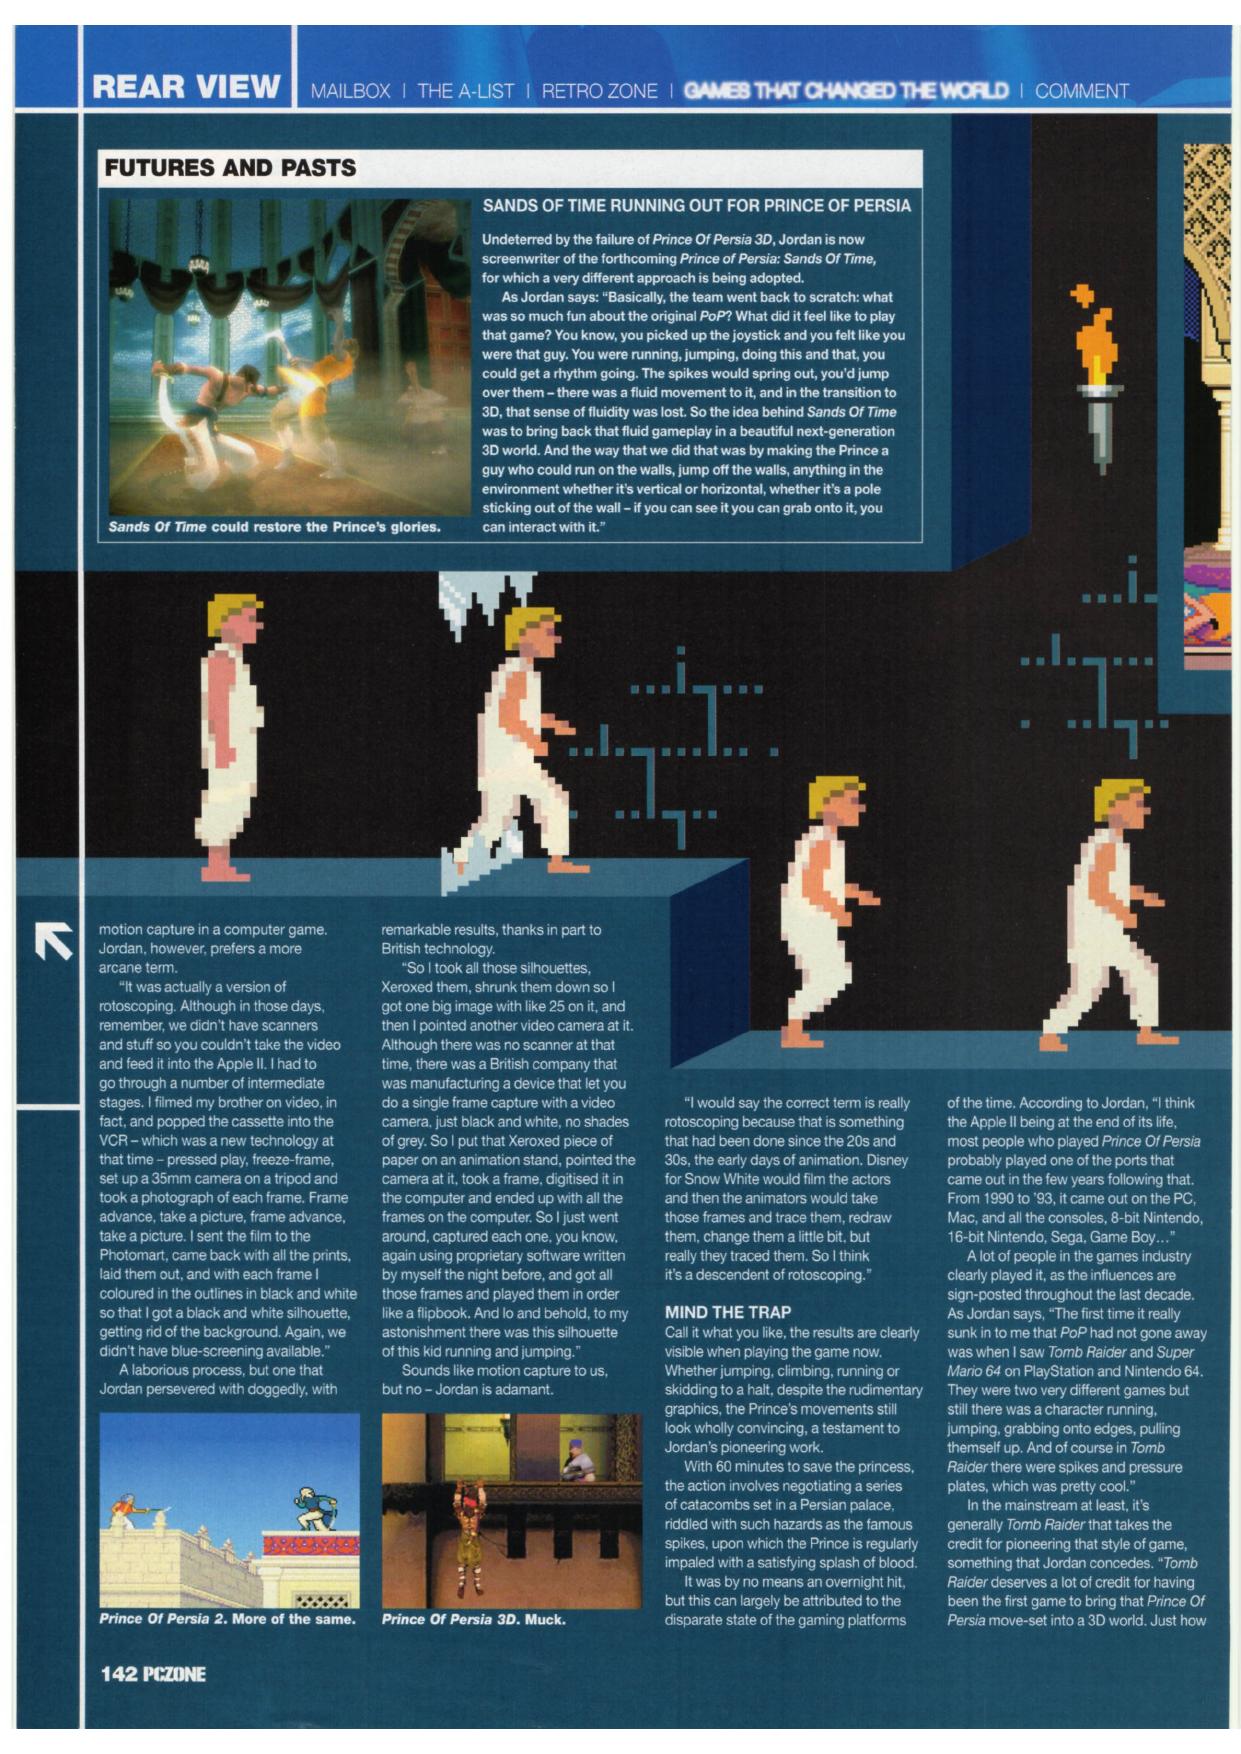 REAR VIEW
MAILBOX | THE A-LIST | RETRO ZONE | GAMES THAT CHANGED THE WORLD | COMMENT
FUTURES AND PASTS
SANDS OF TIME RUNNING OUT FOR PRINCE OF PERSIA
Undeterred by the failure of Prince Of Persia 3D, Jordan is now
screenwriter of the forthcoming Prince of Persia: Sands Of Time,
for which a very different approach is being adopted.
As Jordan says: “Basically, the team went back to scratch: what
was so much fun about the original PoP? What did it feel like to play
that game? You know, you picked up the joystick and you felt like you
were that guy. You were running, jumping, doing this and that, you
could get a rhythm going. The spikes would spring out, you’d jump
over them – there was a fluid movement to it, and in the transition to
3D, that sense of fluidity was lost. So the idea behind Sands Of Time
was to bring back that fluid gameplay in a beautiful next-generation
3D world. And the way that we did that was by making the Prince a
guy who could run on the walls, jump off the walls, anything in the
environment whether it’s vertical or horizontal, whether it’s a pole
sticking out of the wall – if you can see it you can grab onto it, you
can interact with it.”
Sands Of Time could restore the Prince’s glories.
motion capture in a computer game.
Jordan, however, prefers a more
arcane term.
“It was actually a version of
rotoscoping. Although in those days,
remember, we didn’t have scanners
and stuff so you couldn’t take the video
and feed it into the Apple II. I had to
go through a number of intermediate
stages. I filmed my brother on video, in
fact, and popped the cassette into the
VCR – which was a new technology at
that time – pressed play, freeze-frame,
set up a 35mm camera on a tripod and
took a photograph of each frame. Frame
advance, take a picture, frame advance,
take a picture. I sent the film to the
Photomart, came back with all the prints,
laid them out, and with each frame I
coloured in the outlines in black and white
so that I got a black and white silhouette,
getting rid of the background. Again, we
didn’t have blue-screening available.”
A laborious process, but one that
Jordan persevered with doggedly, with
remarkable results, thanks in part to
British technology.
“So I took all those silhouettes,
Xeroxed them, shrunk them down so I
got one big image with like 25 on it, and
then I pointed another video camera at it.
Although there was no scanner at that
time, there was a British company that
was manufacturing a device that let you
do a single frame capture with a video
camera, just black and white, no shades
of grey. So I put that Xeroxed piece of
paper on an animation stand, pointed the
camera at it, took a frame, digitised it in
the computer and ended up with all the
frames on the computer. So I just went
around, captured each one, you know,
again using proprietary software written
by myself the night before, and got all
those frames and played them in order
like a flipbook. And lo and behold, to my
astonishment there was this silhouette
of this kid running and jumping.”
Sounds like motion capture to us,
but no – Jordan is adamant.
“I would say the correct term is really
rotoscoping because that is something
that had been done since the 20s and
30s, the early days of animation. Disney
for Snow White would film the actors
and then the animators would take
those frames and trace them, redraw
them, change them a little bit, but
really they traced them. So I think
it’s a descendent of rotoscoping.”
MIND THE TRAP
Call it what you like, the results are clearly
visible when playing the game now.
Whether jumping, climbing, running or
skidding to a halt, despite the rudimentary
graphics, the Prince’s movements still
look wholly convincing, a testament to
Jordan’s pioneering work.
With 60 minutes to save the princess,
the action involves negotiating a series
of catacombs set in a Persian palace,
riddled with such hazards as the famous
spikes, upon which the Prince is regularly
impaled with a satisfying splash of blood.
It was by no means an overnight hit,
but this can largely be attributed to the
disparate state of the gaming platforms
of the time. According to Jordan, “I think
the Apple II being at the end of its life,
most people who played Prince Of Persia
probably played one of the ports that
came out in the few years following that.
From 1990 to ’93, it came out on the PC,
Mac, and all the consoles, 8-bit Nintendo,
16-bit Nintendo, Sega, Game Boy…”
A lot of people in the games industry
clearly played it, as the influences are
sign-posted throughout the last decade.
As Jordan says, “The first time it really
sunk in to me that PoP had not gone away
was when I saw Tomb Raider and Super
Mario 64 on PlayStation and Nintendo 64.
They were two very different games but
still there was a character running,
jumping, grabbing onto edges, pulling
themself up. And of course in Tomb
Raider there were spikes and pressure
plates, which was pretty cool.”
In the mainstream at least, it’s
generally Tomb Raider that takes the
credit for pioneering that style of game,
something that Jordan concedes. “Tomb
Raider deserves a lot of credit for having
been the first game to bring that Prince Of
Persia move-set into a 3D world. Just how
Prince Of Persia 2. More of the same.
Prince Of Persia 3D. Muck.
142 PCZONE